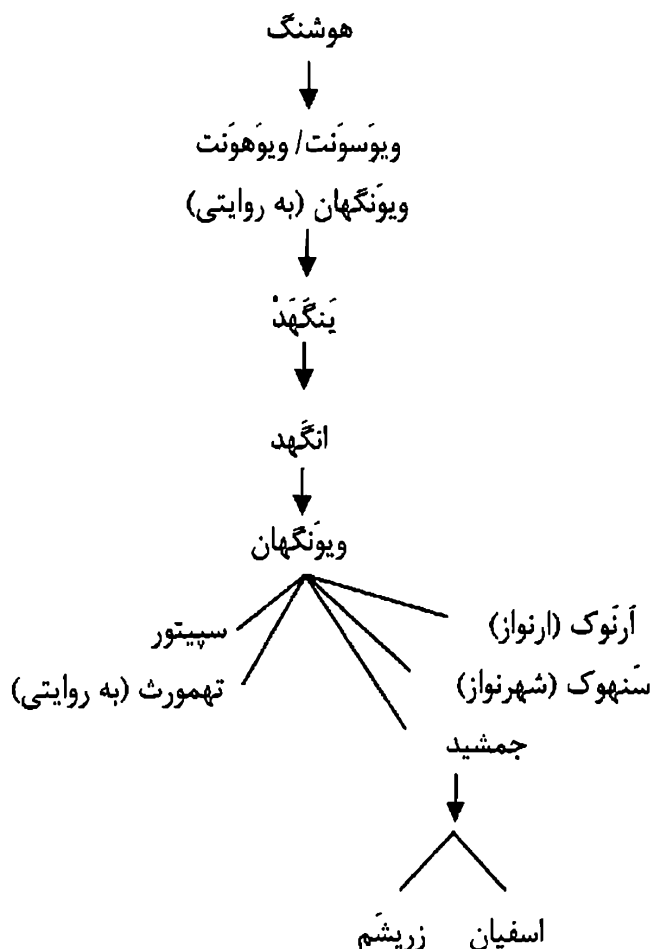 هوشنگ
ویوَسوَنت/ ویوَهوَنت
ویوَنگهان (به روایتی)
یَنگَهَدْ
انگَهد
ویوَنگهان
آرنَوک (ارنواز)
سپیتور
سَنهوک (شهرنواز)
تهمورث (به روایتی)
جمشید
اسفیان
زریشَم